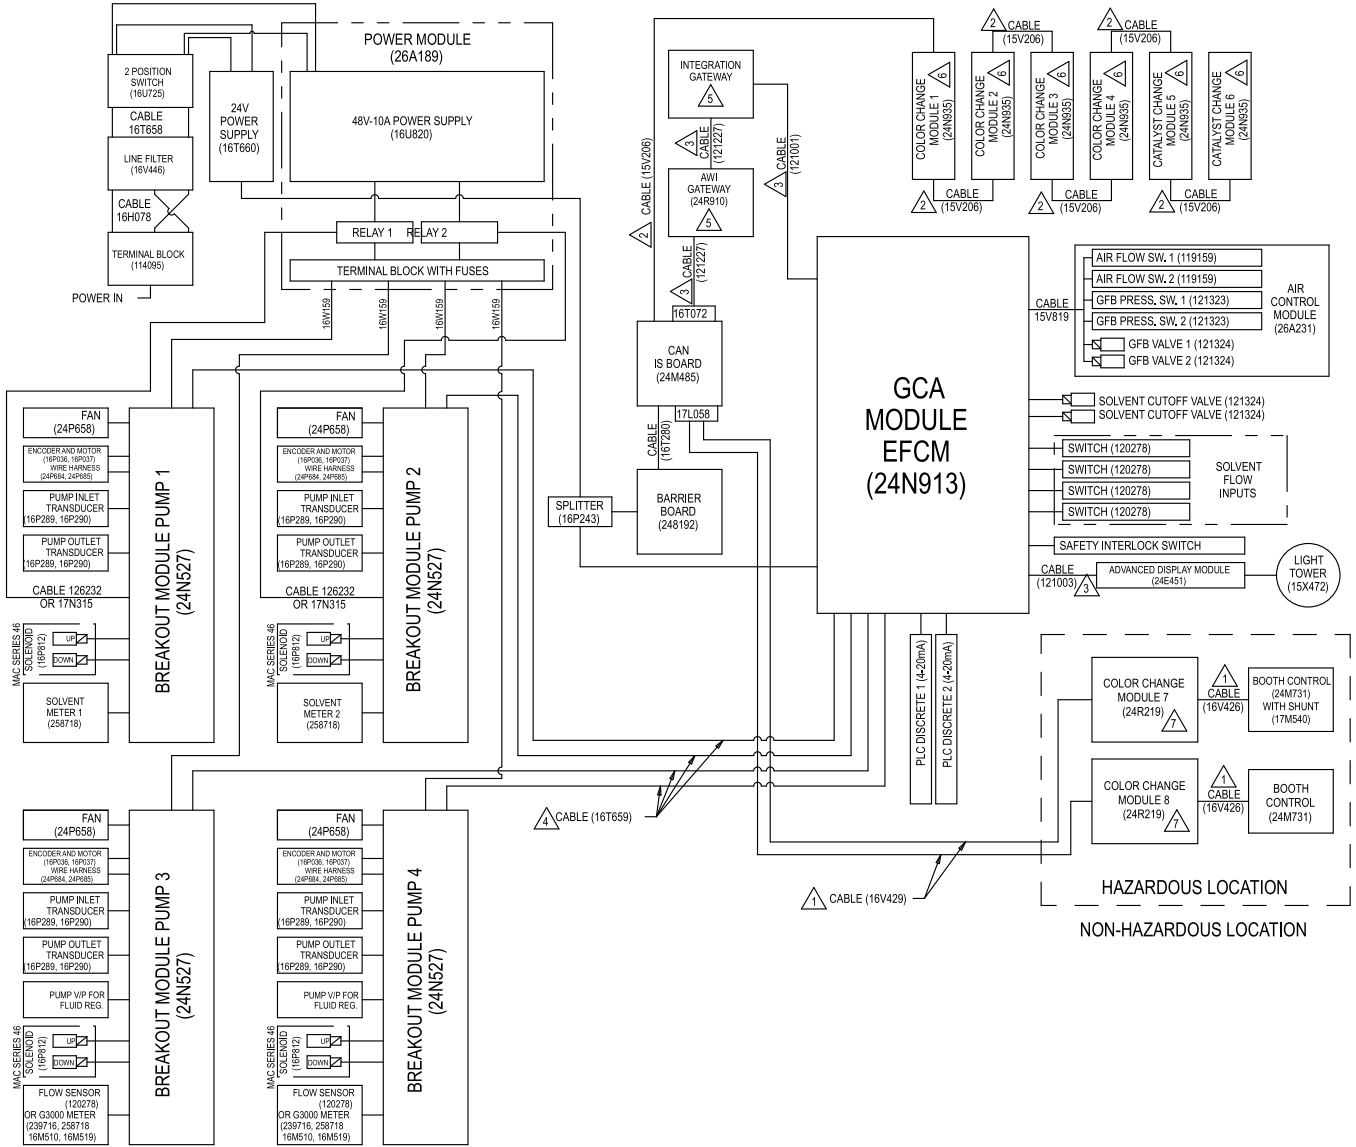 POWER MODULE
(26A189)
2 POSITION
SWITCH
(16U725)
CABLE
16T658
LINE FILTER
(16V446)
CABLE
16H078
TERMINAL BLOCK
(114095)
POWER IN
24V
POWER
SUPPLY
(16T660)
48V-10A POWER SUPPLY
(16U820)
RELAY 1
RELAY 2
TERMINAL BLOCK WITH FUSES
16W159
16W159
16W159
16W159
INTEGRATION
GATEWAY
5
3
CABLE
(121227)
AWI
GATEWAY
(24R910)
5
3
CABLE
(121227)
3
CABLE
(121001)
2
CABLE (15V206)
16T072
CAN
IS BOARD
(24M485)
17L058
CABLE
(16T280)
BARRIER
BOARD
(248192)
SPLITTER
(16P243)
2
CABLE
(15V206)
2
CABLE
(15V206)
COLOR CHANGE
MODULE 1
(24N935)
6
COLOR CHANGE
MODULE 2
(24N935)
6
COLOR CHANGE
MODULE 3
(24N935)
6
COLOR CHANGE
MODULE 4
(24N935)
6
CATALYST CHANGE
MODULE 5
(24N935)
6
CATALYST CHANGE
MODULE 6
(24N935)
6
2
CABLE
(15V206)
2
CABLE
(15V206)
2
CABLE
(15V206)
GCA
MODULE
EFCM
(24N913)
CABLE
15V819
AIR FLOW SW. 1 (119159)
AIR FLOW SW. 2 (119159)
GFB PRESS. SW. 1 (121323)
GFB PRESS. SW. 2 (121323)
GFB VALVE 1 (121324)
GFB VALVE 2 (121324)
AIR
CONTROL
MODULE
(26A231)
SOLVENT CUTOFF VALVE (121324)
SOLVENT CUTOFF VALVE (121324)
SWITCH (120278)
SWITCH (120278)
SWITCH (120278)
SWITCH (120278)
SOLVENT
FLOW
INPUTS
SAFETY INTERLOCK SWITCH
CABLE
(121003)
3
ADVANCED DISPLAY MODULE
(24E451)
LIGHT
TOWER
(15X472)
PLC DISCRETE 1 (4-20mA)
PLC DISCRETE 2 (4-20mA)
COLOR CHANGE
MODULE 7
(24R219)
7
1
CABLE
(16V426)
BOOTH CONTROL
(24M731)
WITH SHUNT
(17M540)
COLOR CHANGE
MODULE 8
(24R219)
7
1
CABLE
(16V426)
BOOTH
CONTROL
(24M731)
HAZARDOUS LOCATION
NON-HAZARDOUS LOCATION
1
CABLE (16V429)
4
CABLE (16T659)
FAN
(24P658)
ENCODER AND MOTOR
(16P036, 16P037)
WIRE HARNESS
(24P684, 24P685)
PUMP INLET
TRANSDUCER
(16P289, 16P290)
PUMP OUTLET
TRANSDUCER
(16P289, 16P290)
CABLE 126232
OR 17N315
MAC SERIES 46
SOLENOID
(16P812)
UP
DOWN
SOLVENT
METER 1
(258718)
BREAKOUT MODULE PUMP 1
(24N527)
FAN
(24P658)
ENCODER AND MOTOR
(16P036, 16P037)
WIRE HARNESS
(24P684, 24P685)
PUMP INLET
TRANSDUCER
(16P289, 16P290)
PUMP OUTLET
TRANSDUCER
(16P289, 16P290)
CABLE 126232
OR 17N315
MAC SERIES 46
SOLENOID
(16P812)
UP
DOWN
SOLVENT
METER 2
(258718)
BREAKOUT MODULE PUMP 2
(24N527)
FAN
(24P658)
ENCODER AND MOTOR
(16P036, 16P037)
WIRE HARNESS
(24P684, 24P685)
PUMP INLET
TRANSDUCER
(16P289, 16P290)
PUMP OUTLET
TRANSDUCER
(16P289, 16P290)
PUMP V/P FOR
FLUID REG.
MAC SERIES 46
SOLENOID
(16P812)
UP
DOWN
FLOW SENSOR
(120278)
OR G3000 METER
(239716, 258718
16M510, 16M519)
BREAKOUT MODULE PUMP 3
(24N527)
FAN
(24P658)
ENCODER AND MOTOR
(16P036, 16P037)
WIRE HARNESS
(24P684, 24P685)
PUMP INLET
TRANSDUCER
(16P289, 16P290)
PUMP OUTLET
TRANSDUCER
(16P289, 16P290)
PUMP V/P FOR
FLUID REG.
MAC SERIES 46
SOLENOID
(16P812)
UP
DOWN
FLOW SENSOR
(120278)
OR G3000 METER
(239716, 258718
16M510, 16M519)
BREAKOUT MODULE PUMP 4
(24N527)